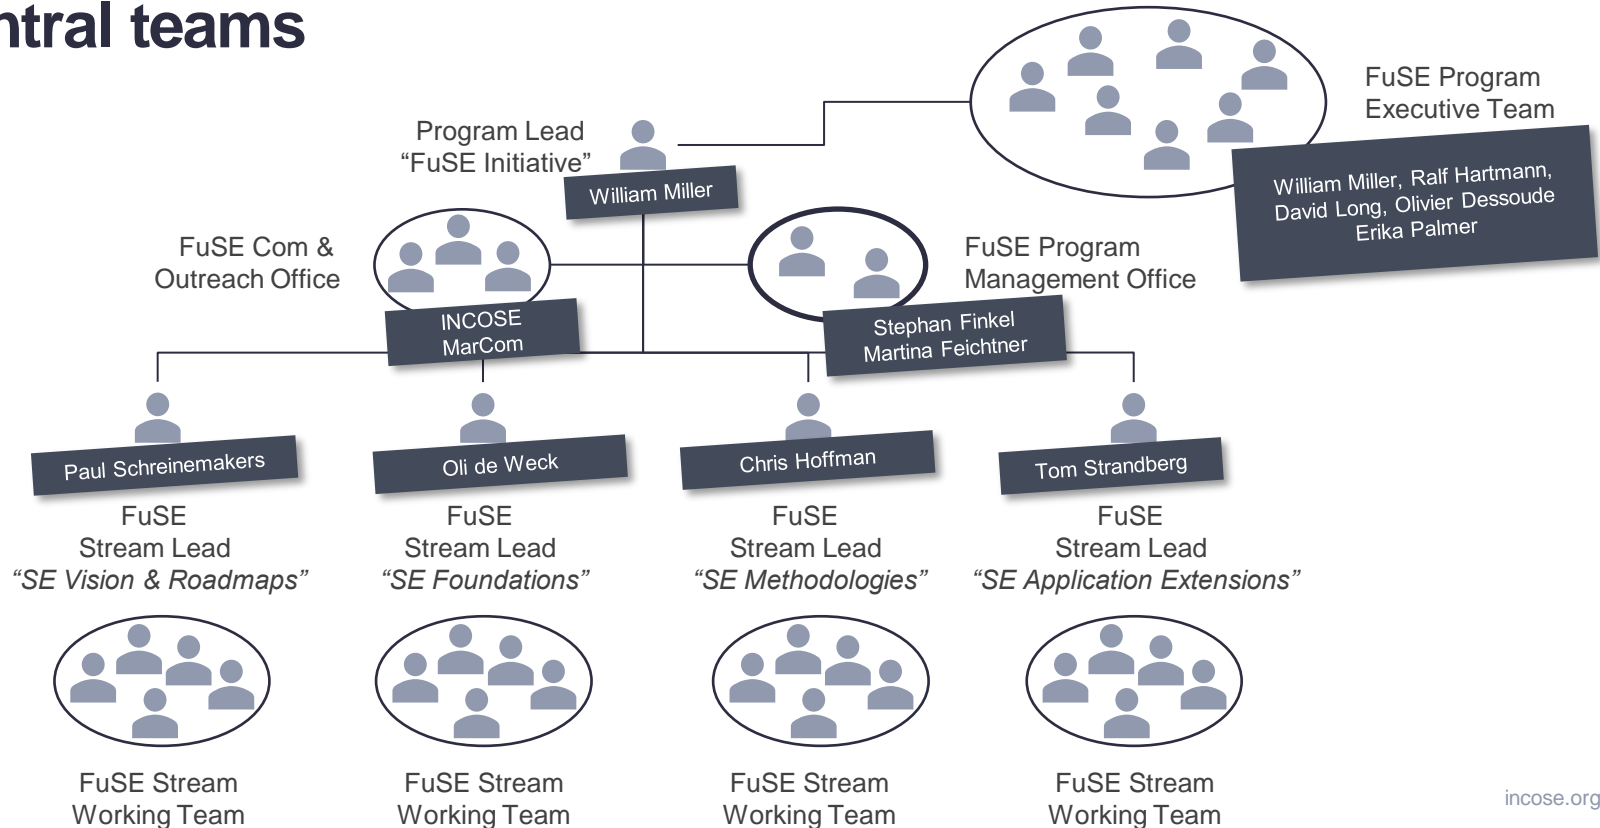 ntral teams
FuSE Program
Executive Team
William Miller, Ralf Hartmann,
David Long, Olivier Dessoude
Erika Palmer
Program Lead
“FuSE Initiative”
William Miller
FuSE Com &
Outreach Office
INCOSE
MarCom
FuSE Program
Management Office
Stephan Finkel
Martina Feichtner
Paul Schreinemakers
FuSE
Stream Lead
“SE Vision & Roadmaps”
Oli de Weck
FuSE
Stream Lead
“SE Foundations”
Chris Hoffman
FuSE
Stream Lead
“SE Methodologies”
Tom Strandberg
FuSE
Stream Lead
“SE Application Extensions”
FuSE Stream
Working Team
FuSE Stream
Working Team
FuSE Stream
Working Team
FuSE Stream
Working Team
incose.org